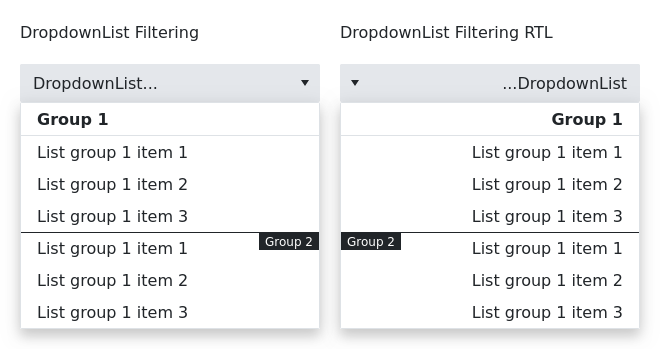 DropdownList Filtering
DropdownList...
Group 1
List group 1 item 1
List group 1 item 2
List group 1 item 3
Group 2
List group 1 item 1
List group 1 item 2
List group 1 item 3
DropdownList Filtering RTL
...DropdownList
Group 1
List group 1 item 1
List group 1 item 2
List group 1 item 3
Group 2
List group 1 item 1
List group 1 item 2
List group 1 item 3